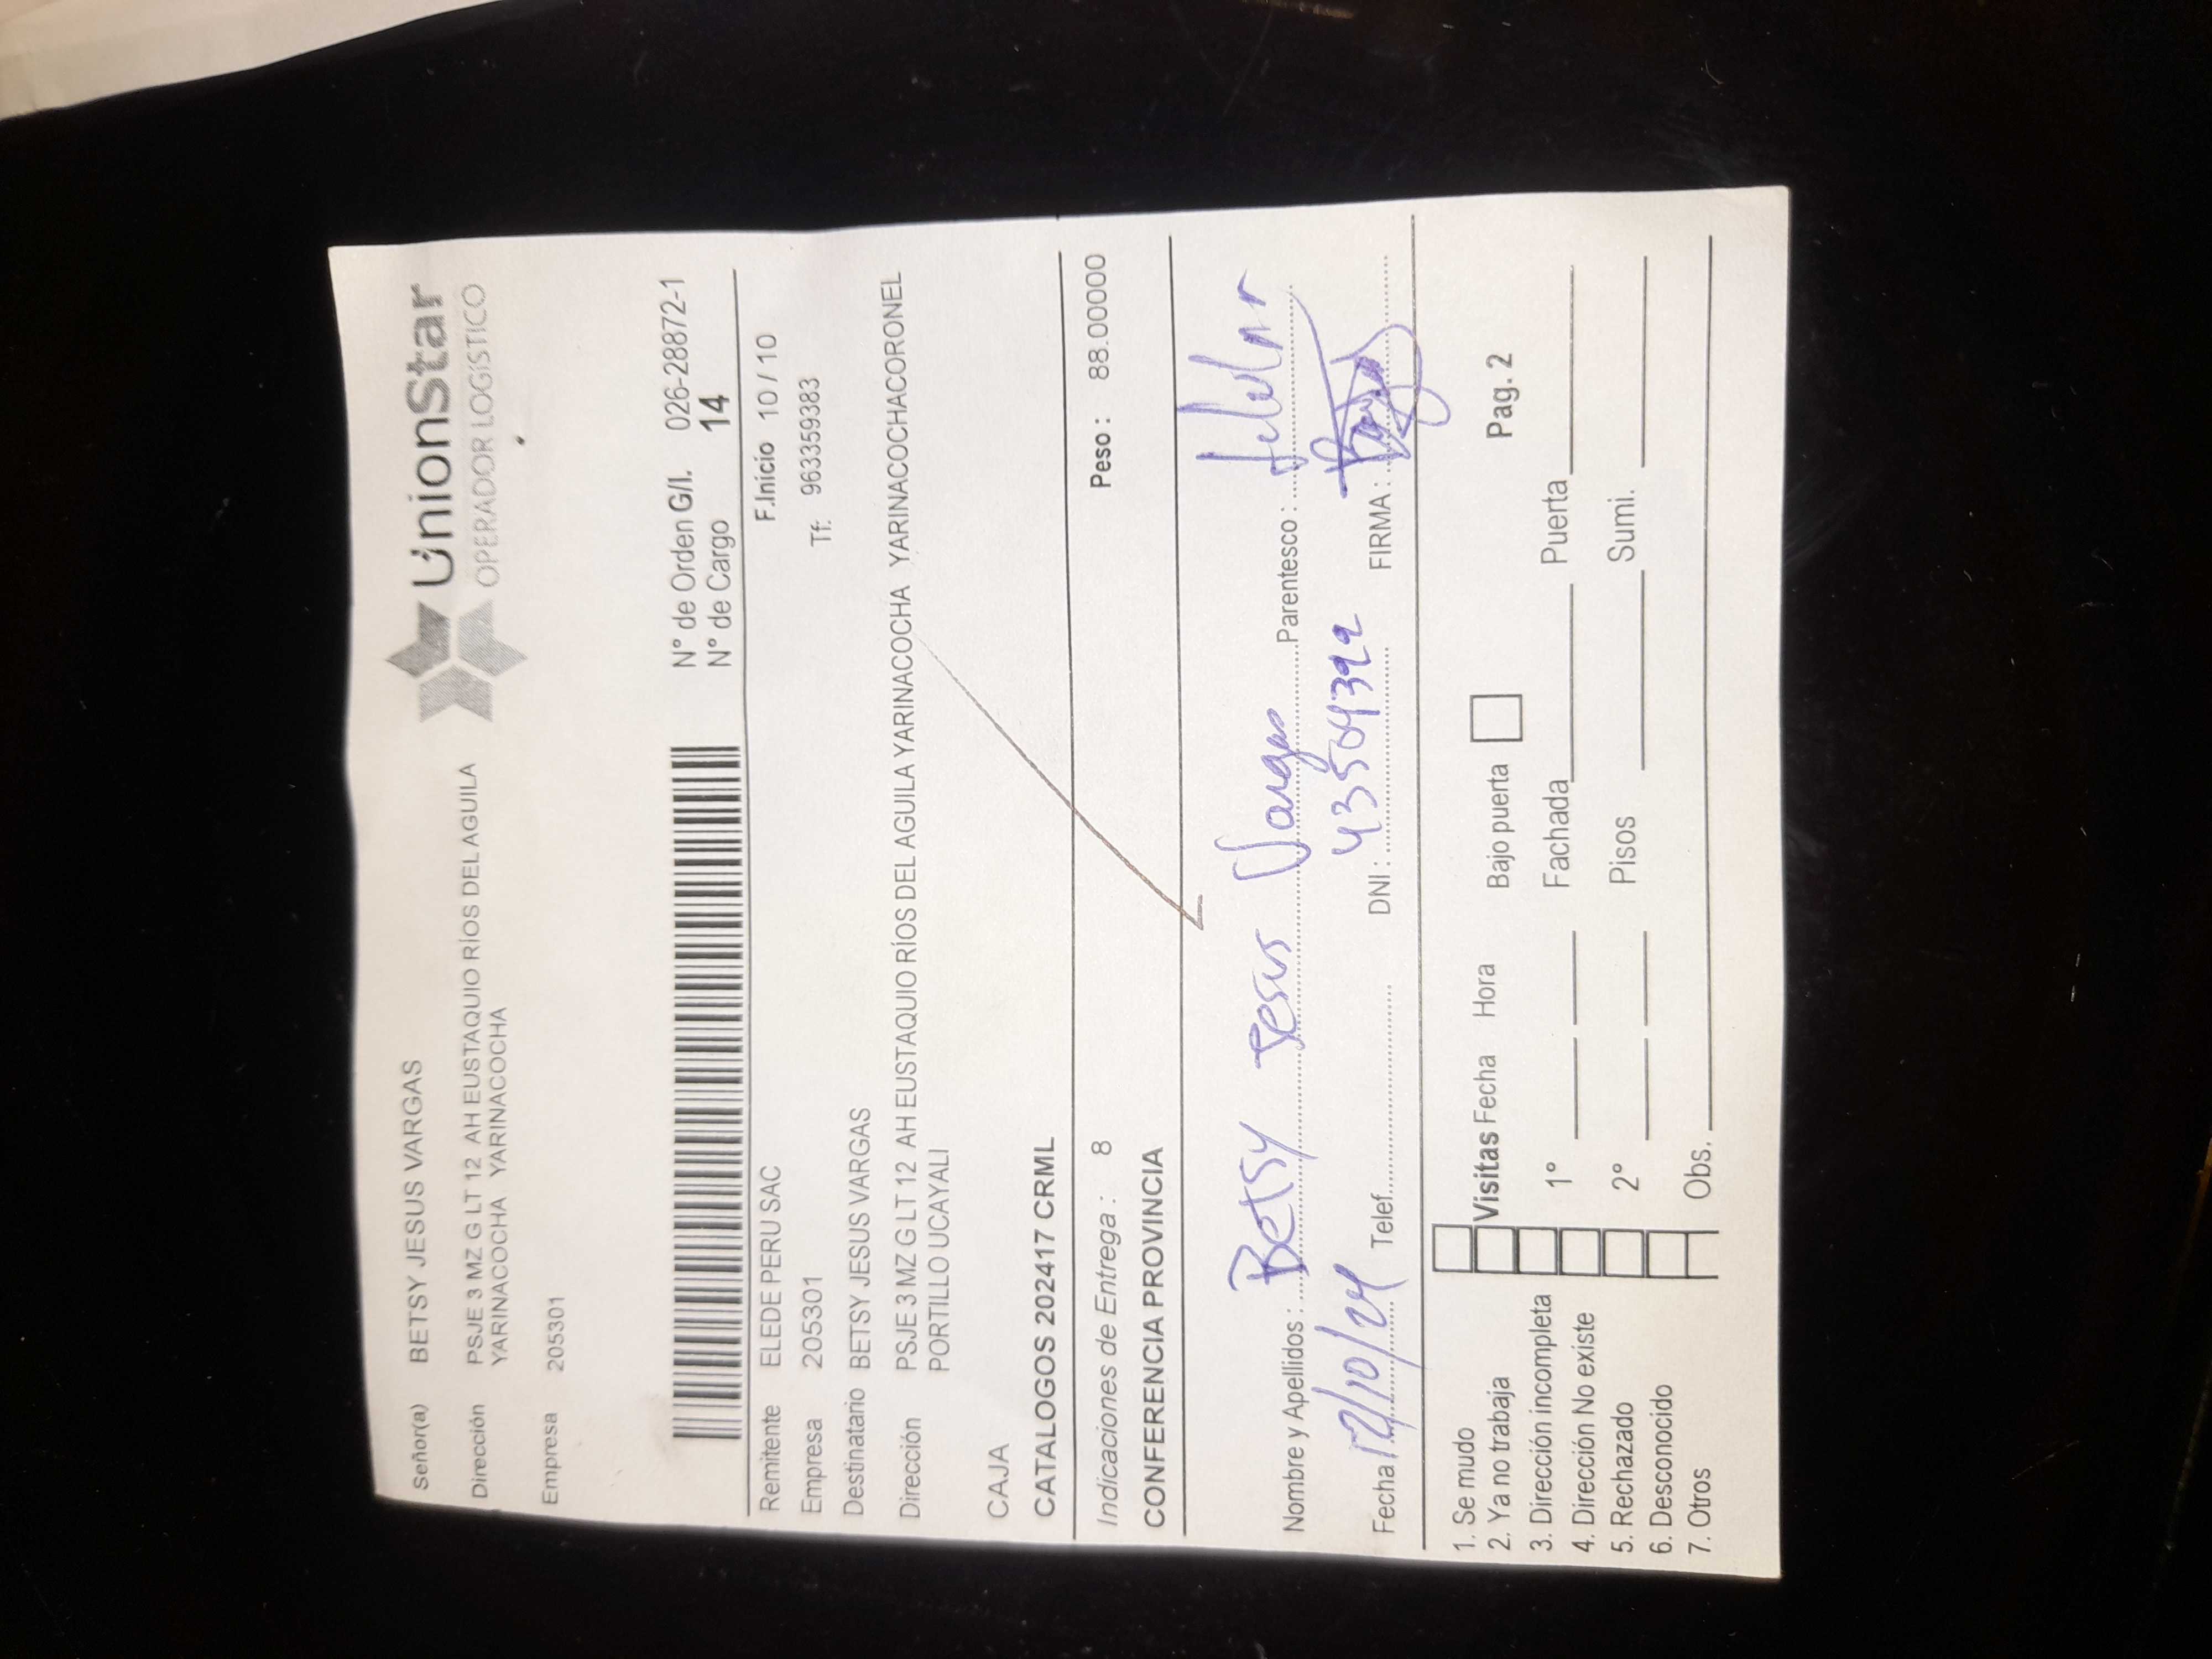 UnionStar
OPERADOR LOGÍSTICO
Señor(a) BETSY JESUS VARGAS
Dirección PSJE 3 MZ G LT 12 AH EUSTAQUIO RÍOS DEL AGUILA
YARINACOCHA YARINACOCHA
Empresa 205301
N° de Orden G/I. 026-28872-1
N° de Cargo 14
Remitente ELEDE PERU SAC F.Inicio 10 / 10
Empresa 205301 Tf. 963359383
Destinatario BETSY JESUS VARGAS
Dirección PSJE 3 MZ G LT 12 AH EUSTAQUIO RÍOS DEL AGUILA YARINACOCHA YARINACOCHACORONEL
PORTILLO UCAYALI
CAJA
CATALOGOS 202417 CRML
Indicaciones de Entrega : 8 Peso : 88.00000
CONFERENCIA PROVINCIA
Nombre y Apellidos : Betsy Jesus Vargas Parentesco :
Fecha 12/10/24 Telef. DNI : FIRMA :
1. Se mudo
2. Ya no trabaja Visitas Fecha Hora Bajo puerta Pag. 2
3. Dirección incompleta 1° Fachada Puerta
4. Dirección No existe
5. Rechazado 2° Pisos Sumi.
6. Desconocido
7. Otros Obs.